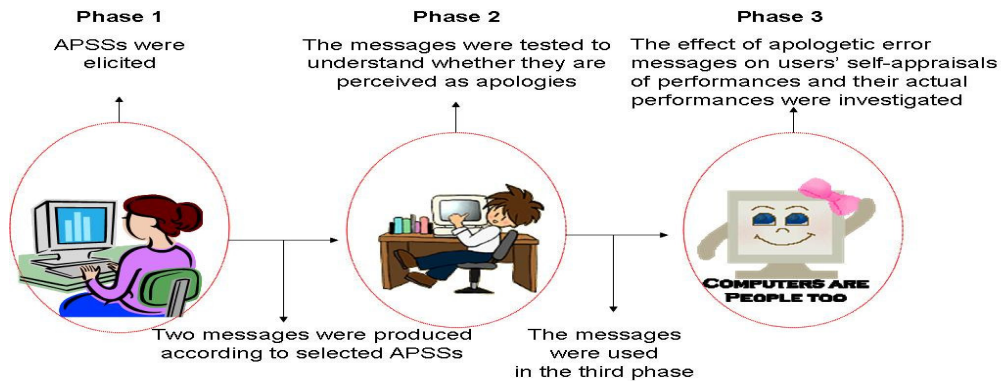 Phase 1
APSSs were
elicited
Phase 2
The messages were tested to
understand whether they are
perceived as apologies
Phase 3
The effect of apologetic error
messages on users' self-appraisals
of performances and their actual
performances were investigated
COMPUTERS ARE
PEOPLE TOO
Two messages were produced
according to selected APSSs
The messages
were used
in the third phase